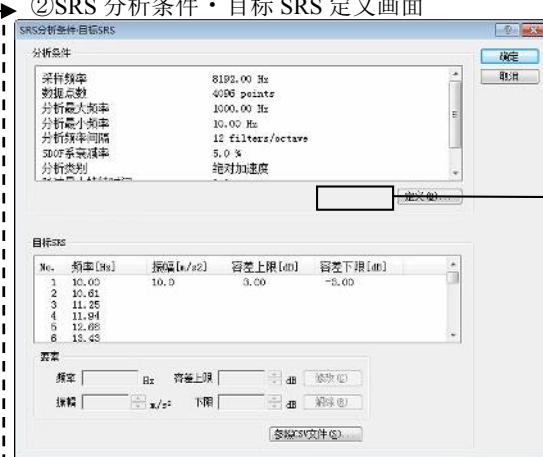 ②SRS 分析条件・目标 SRS 定义画面
SRS分析条件·目标SRS
分析条件
确定
取消
采样频率 8192.00 Hz
数据点数 4096 points
分析最大频率 1000.00 Hz
分析最小频率 10.00 Hz
分析频率间隔 12 filters/octave
SDOF系衰减率 5.0 %
分析类别 绝对加速度
目标SRS
No. 频率[Hz] 振幅[m/s2] 容差上限[dB] 容差下限[dB]
1 10.00 10.0 3.00 -3.00
2 10.61
3 11.25
4 11.94
5 12.66
6 13.43
要素
频率 Hz 容差上限 dB 修改(C)
振幅 m/s² 下限 dB 解除(R)
参照CSV文件(S)...